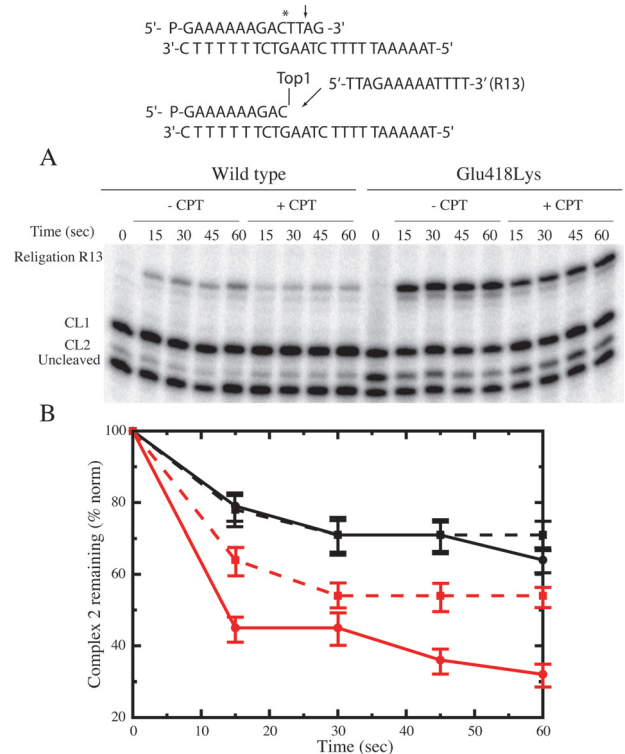 * ↓
5'- P-GAAAAAAGACTTAG -3'
3'-C T T T T T T CTGAATC TTTT TAAAAAT-5'
Top1
5'-TTAGAAAAATTTT-3' (R13)
5'- P-GAAAAAAGAC
3'-C T T T T T T CTGAATC TTTT TAAAAAT-5'
A
Wild type Glu418Lys
- CPT + CPT - CPT + CPT
Time (sec) 0 15 30 45 60 15 30 45 60 0 15 30 45 60 15 30 45 60
Religation R13
CL1
CL2
Uncleaved
B
100
80
60
40
20
Complex 2 remaining (% norm)
0 10 20 30 40 50 60
Time (sec)